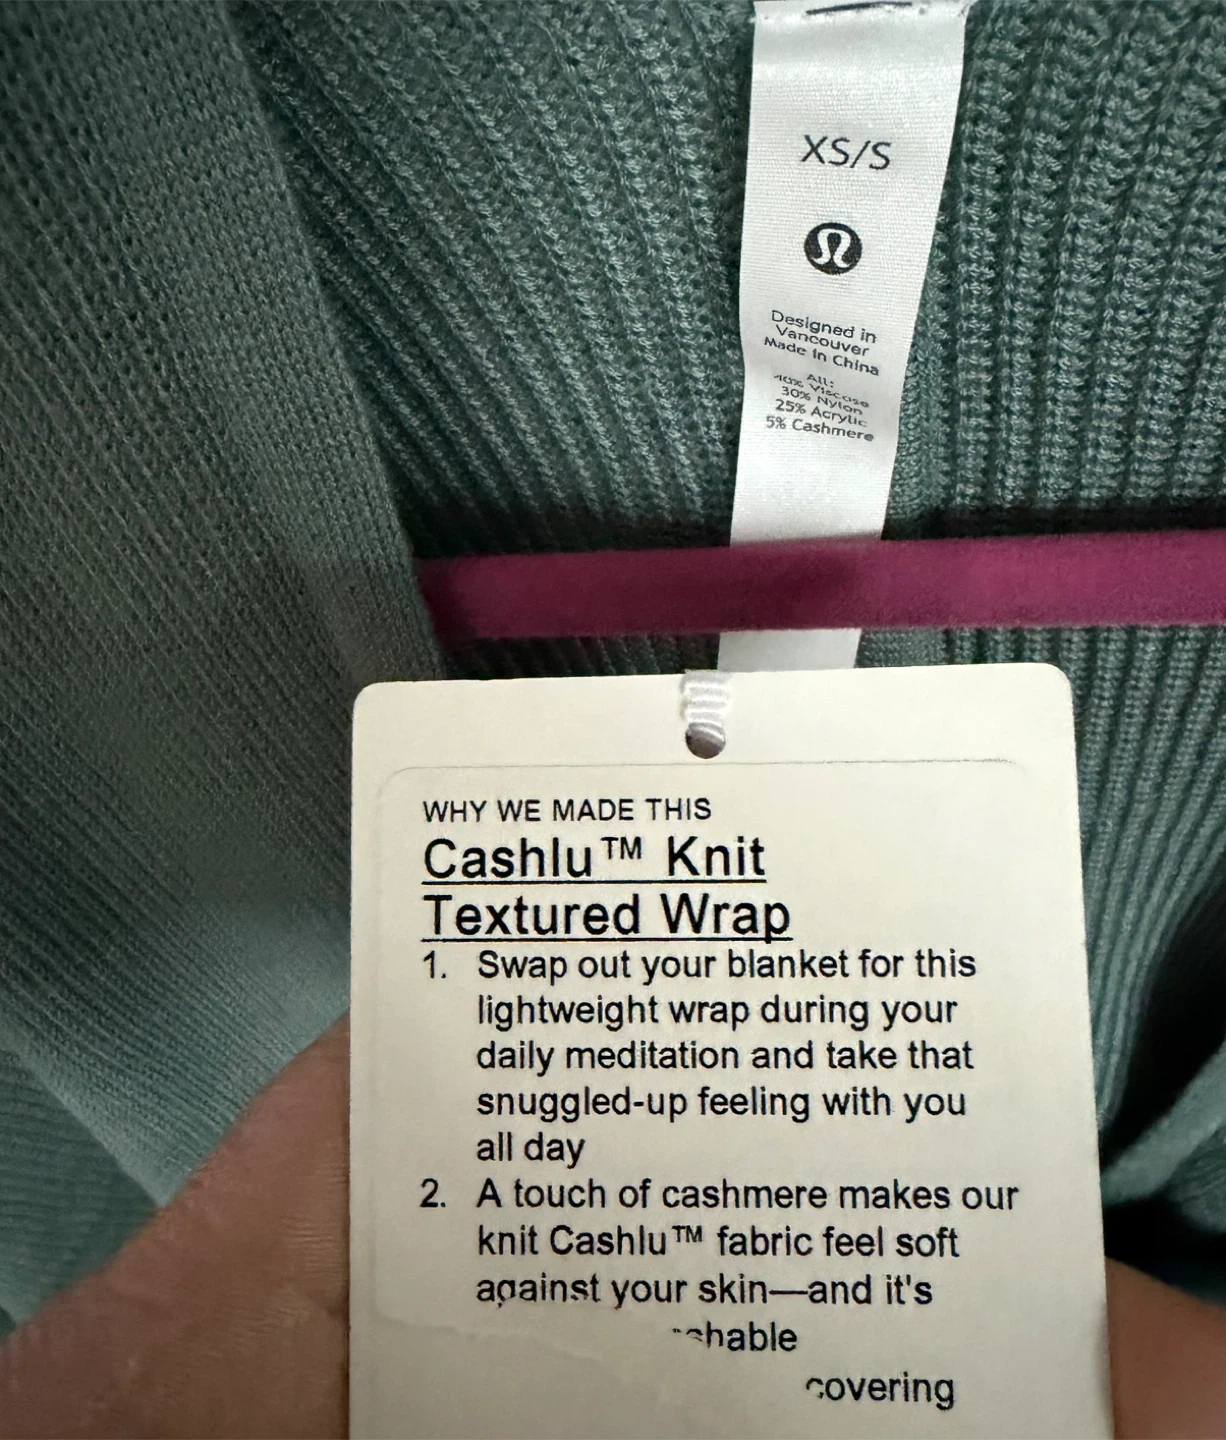 XS/S
Designed in
Vancouver
Made in China
All:
40% Viscose
30% Nylon
25% Acrylic
5% Cashmere
WHY WE MADE THIS
Cashlu™ Knit
Textured Wrap
1. Swap out your blanket for this
lightweight wrap during your
daily meditation and take that
snuggled-up feeling with you
all day
2. A touch of cashmere makes our
knit Cashlu™ fabric feel soft
against your skin—and it's
covering